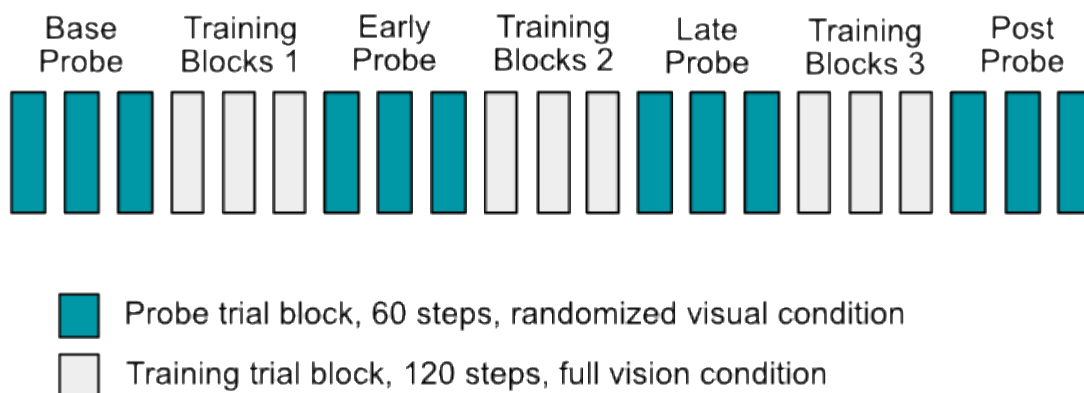 Base
Probe
Training
Blocks 1
Early
Probe
Training
Blocks 2
Late
Probe
Training
Blocks 3
Post
Probe
Probe trial block, 60 steps, randomized visual condition
Training trial block, 120 steps, full vision condition